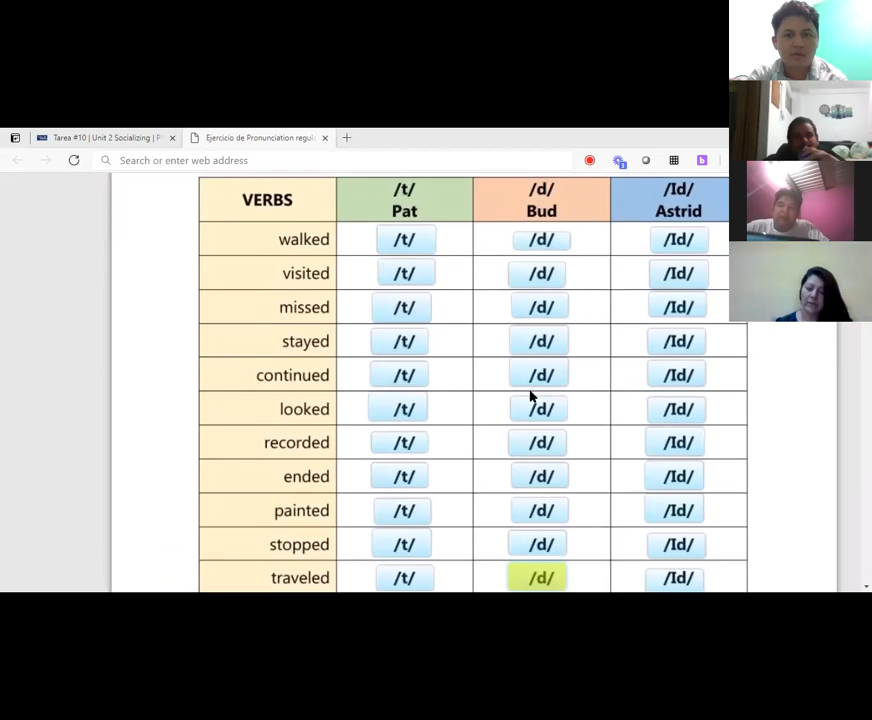 Tarea #10 | Unit 2 Socializing | P
Ejercicio de Pronunciation regula
Search or enter web address
VERBS /t/ Pat /d/ Bud /Id/ Astrid
walked /t/ /d/ /Id/
visited /t/ /d/ /Id/
missed /t/ /d/ /Id/
stayed /t/ /d/ /Id/
continued /t/ /d/ /Id/
looked /t/ /d/ /Id/
recorded /t/ /d/ /Id/
ended /t/ /d/ /Id/
painted /t/ /d/ /Id/
stopped /t/ /d/ /Id/
traveled /t/ /d/ /Id/